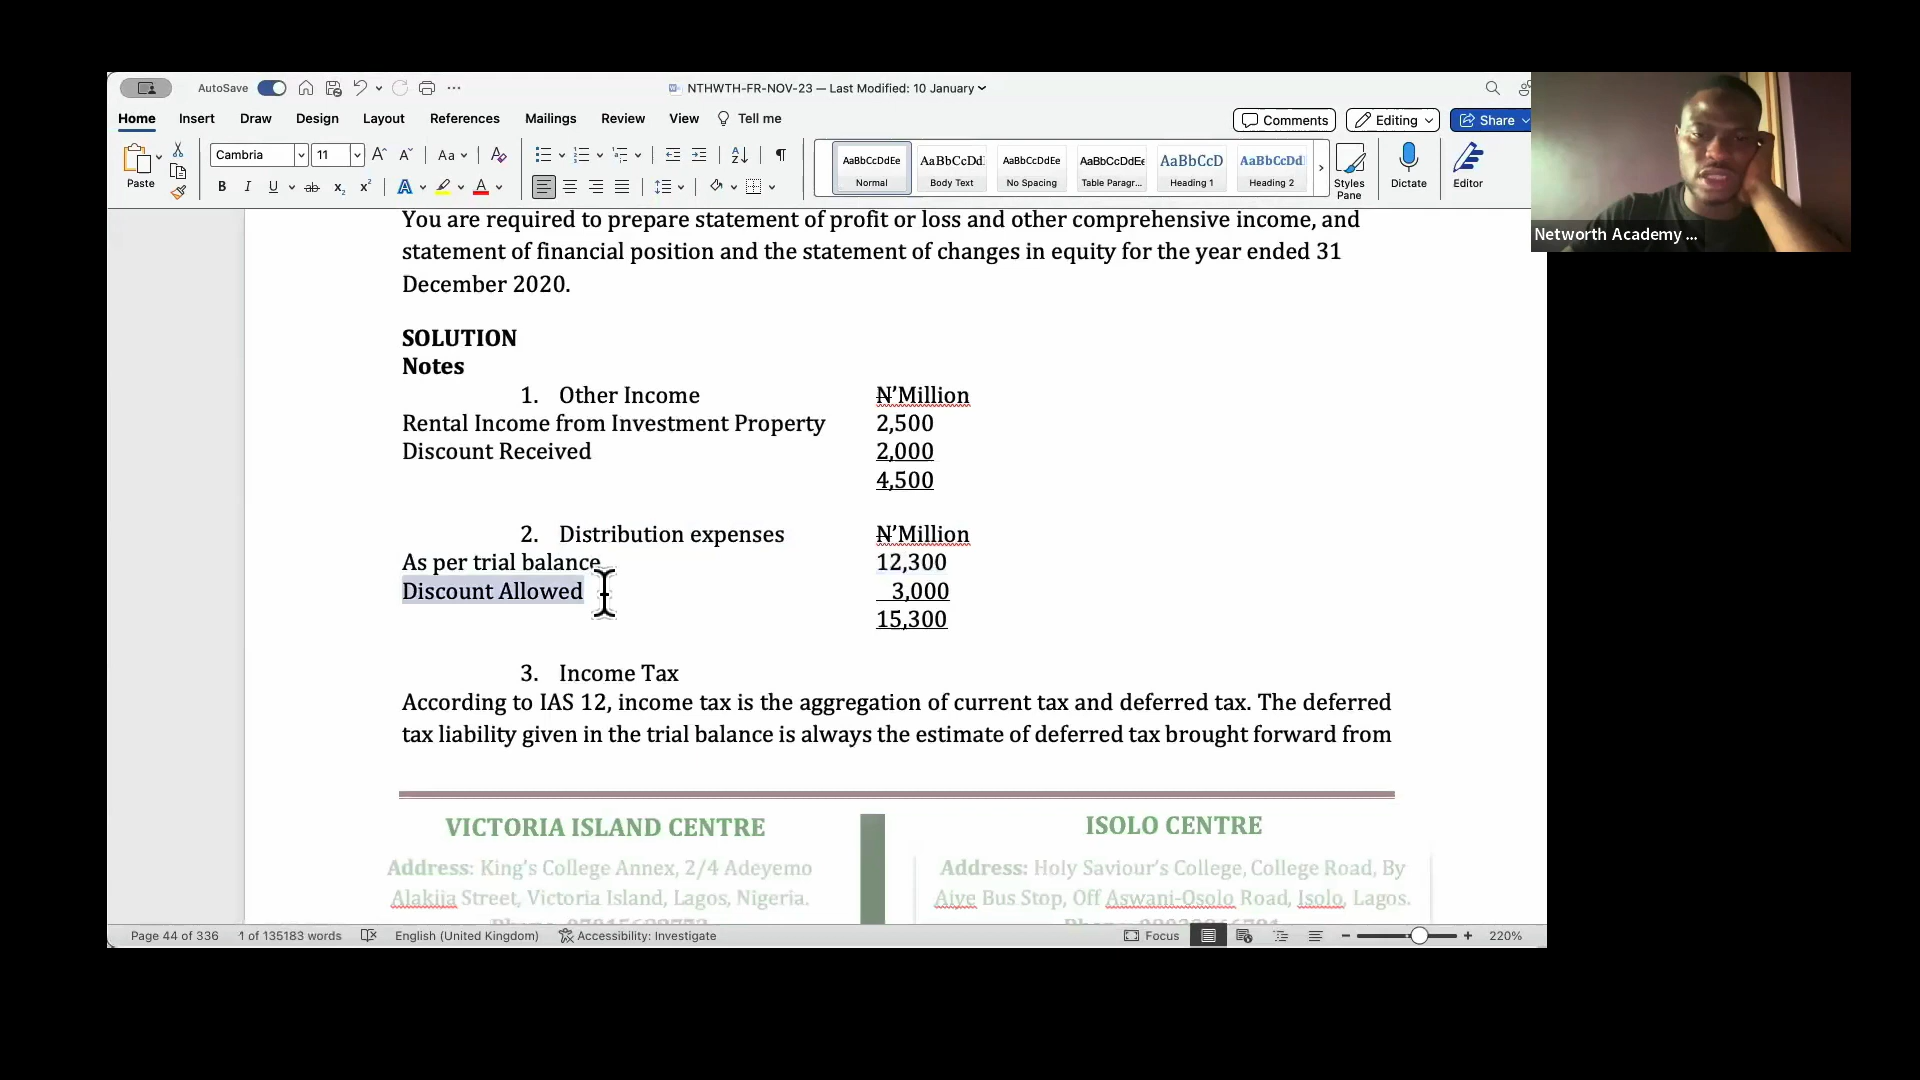 AutoSave
NTHWTH-FR-NOV-23 — Last Modified: 10 January
Home Insert Draw Design Layout References Mailings Review View Tell me
Comments Editing Share
Paste
Cambria 11
AaBbCcDdEe AaBbCcDd AaBbCcDdEe AaBbCcDdEe AaBbCcD AaBbCcDd
Normal Body Text No Spacing Table Paragr... Heading 1 Heading 2
Styles Pane
Dictate
Editor
Networth Academy ...
You are required to prepare statement of profit or loss and other comprehensive income, and
statement of financial position and the statement of changes in equity for the year ended 31
December 2020.
SOLUTION
Notes
1. Other Income ₦'Million
Rental Income from Investment Property 2,500
Discount Received 2,000
4,500
2. Distribution expenses ₦'Million
As per trial balance 12,300
Discount Allowed 3,000
15,300
3. Income Tax
According to IAS 12, income tax is the aggregation of current tax and deferred tax. The deferred
tax liability given in the trial balance is always the estimate of deferred tax brought forward from
VICTORIA ISLAND CENTRE
Address: King's College Annex, 2/4 Adeyemo
Alakija Street, Victoria Island, Lagos, Nigeria.
ISOLO CENTRE
Address: Holy Saviour's College, College Road, By
Aiye Bus Stop, Off Aswani-Osolo Road, Isolo, Lagos.
Page 44 of 336 1 of 135183 words English (United Kingdom) Accessibility: Investigate Focus 220%